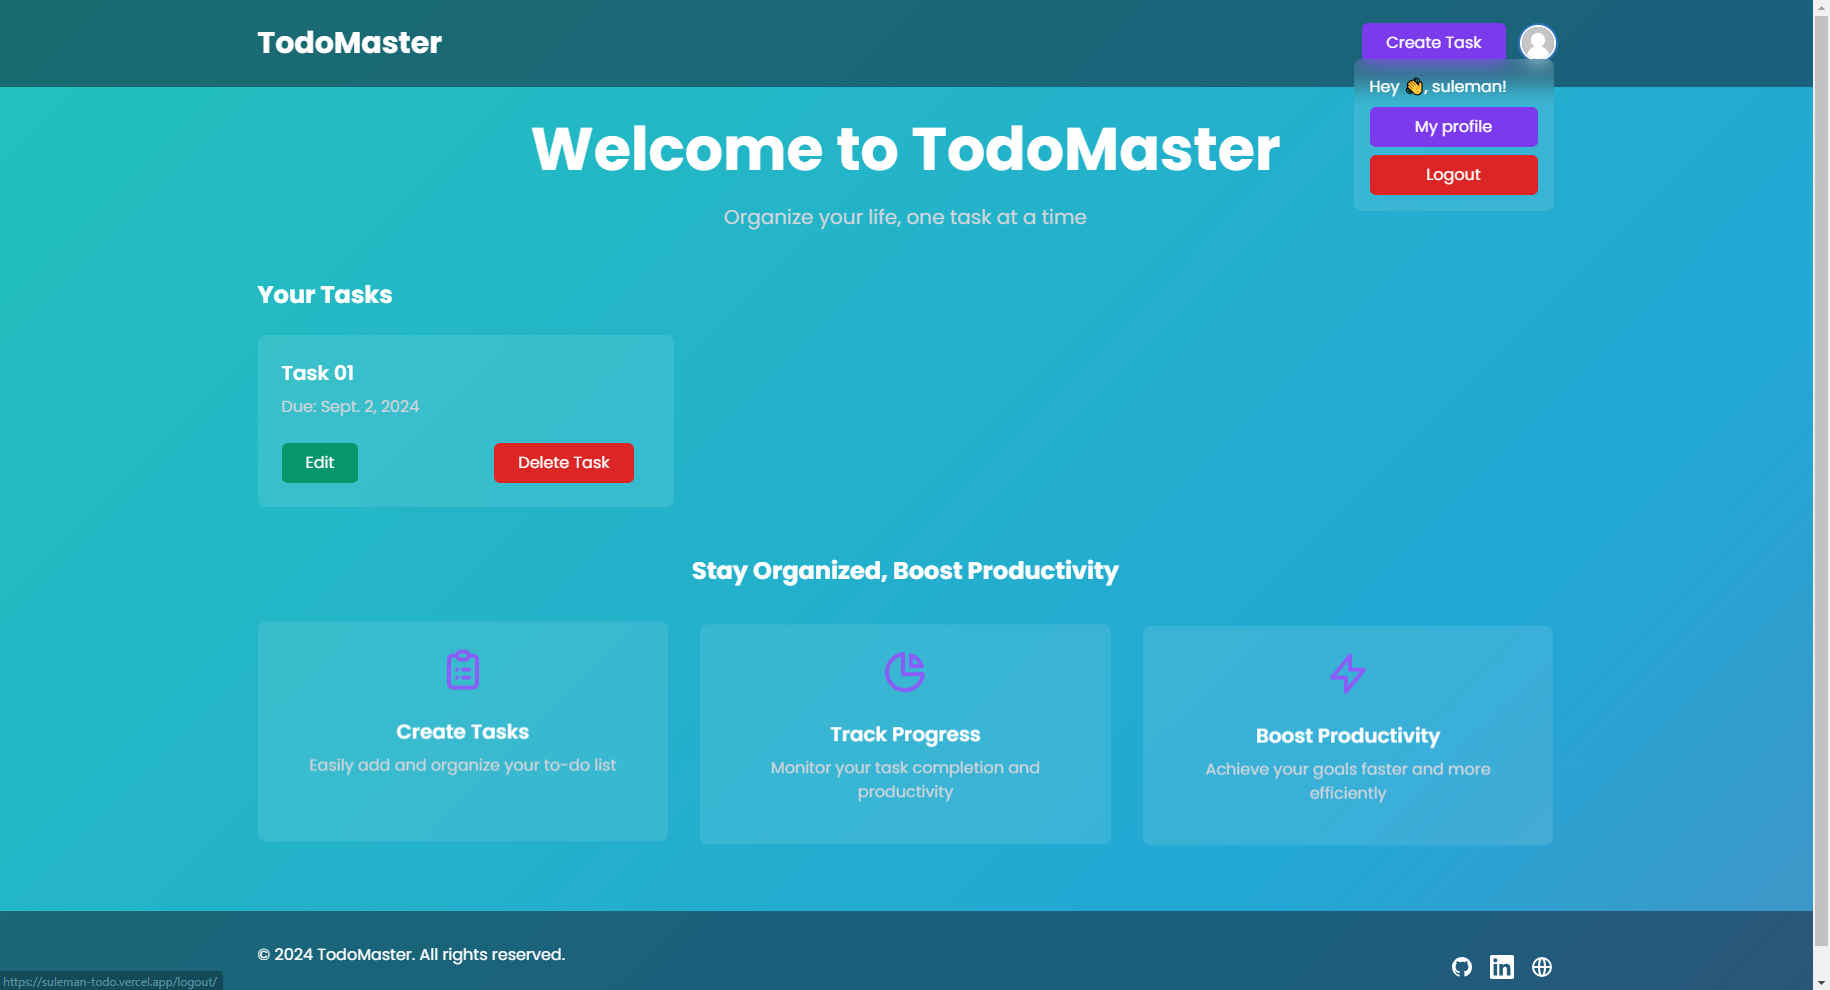 TodoMaster
Create Task
Hey 👋, suleman!
My profile
Logout
Welcome to TodoMaster
Organize your life, one task at a time
Your Tasks
Task 01
Due: Sept. 2, 2024
Edit
Delete Task
Stay Organized, Boost Productivity
Create Tasks
Easily add and organize your to-do list
Track Progress
Monitor your task completion and
productivity
Boost Productivity
Achieve your goals faster and more
efficiently
© 2024 TodoMaster. All rights reserved.
in
https://suleman-todo.vercel.app/logout/